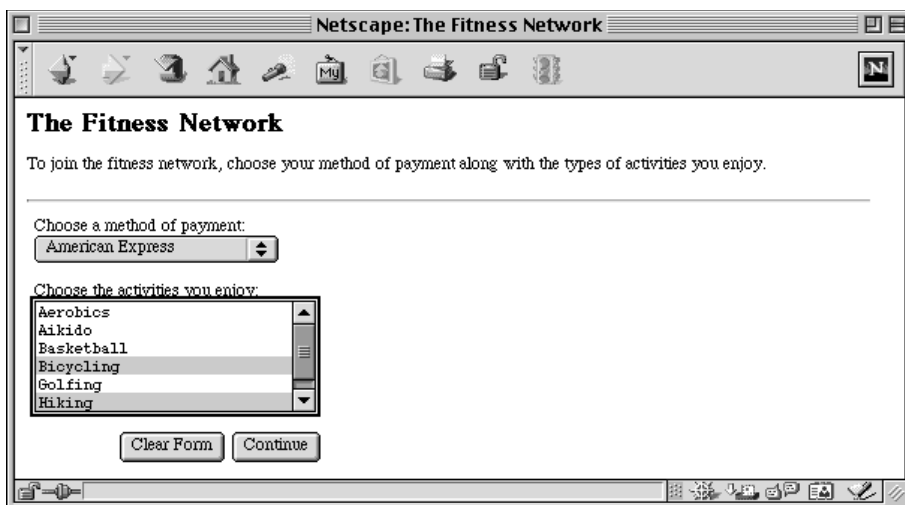 Netscape: The Fitness Network
My
N
The Fitness Network
To join the fitness network, choose your method of payment along with the types of activities you enjoy.
Choose a method of payment:
American Express
Choose the activities you enjoy:
Aerobics
Aikido
Basketball
Bicycling
Golfing
Hiking
Clear Form Continue